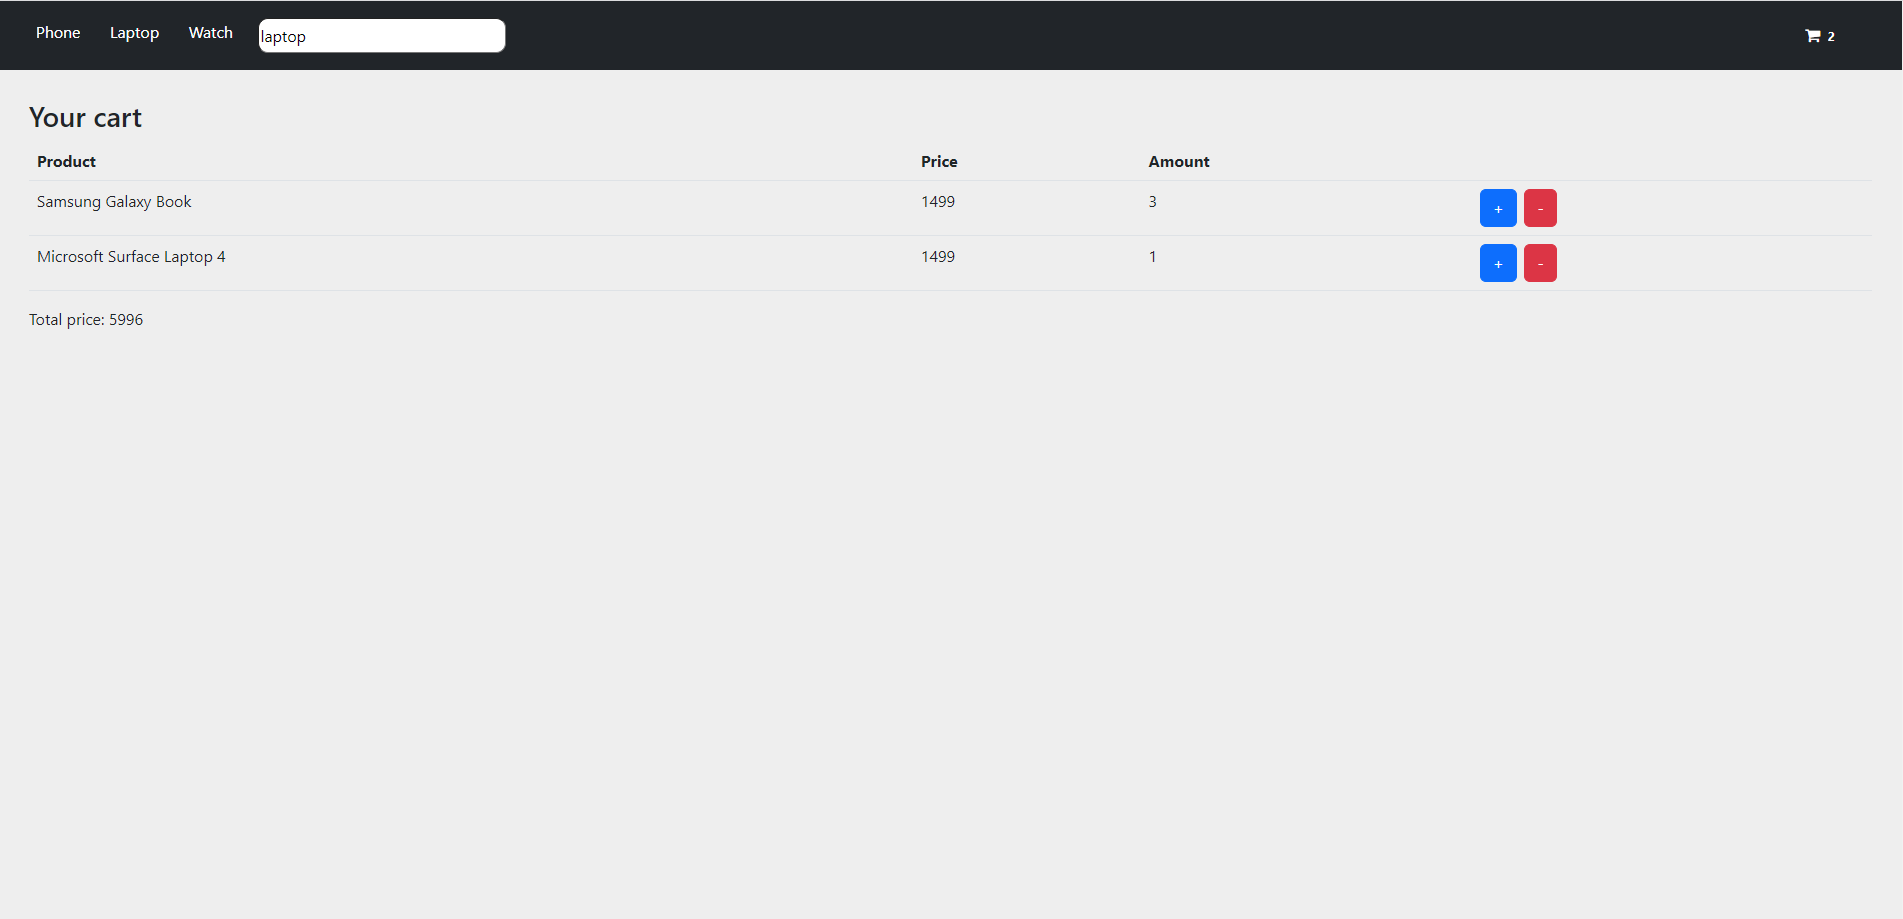 Phone Laptop Watch laptop 2
Your cart
Product Price Amount
Samsung Galaxy Book 1499 3 + -
Microsoft Surface Laptop 4 1499 1 + -
Total price: 5996